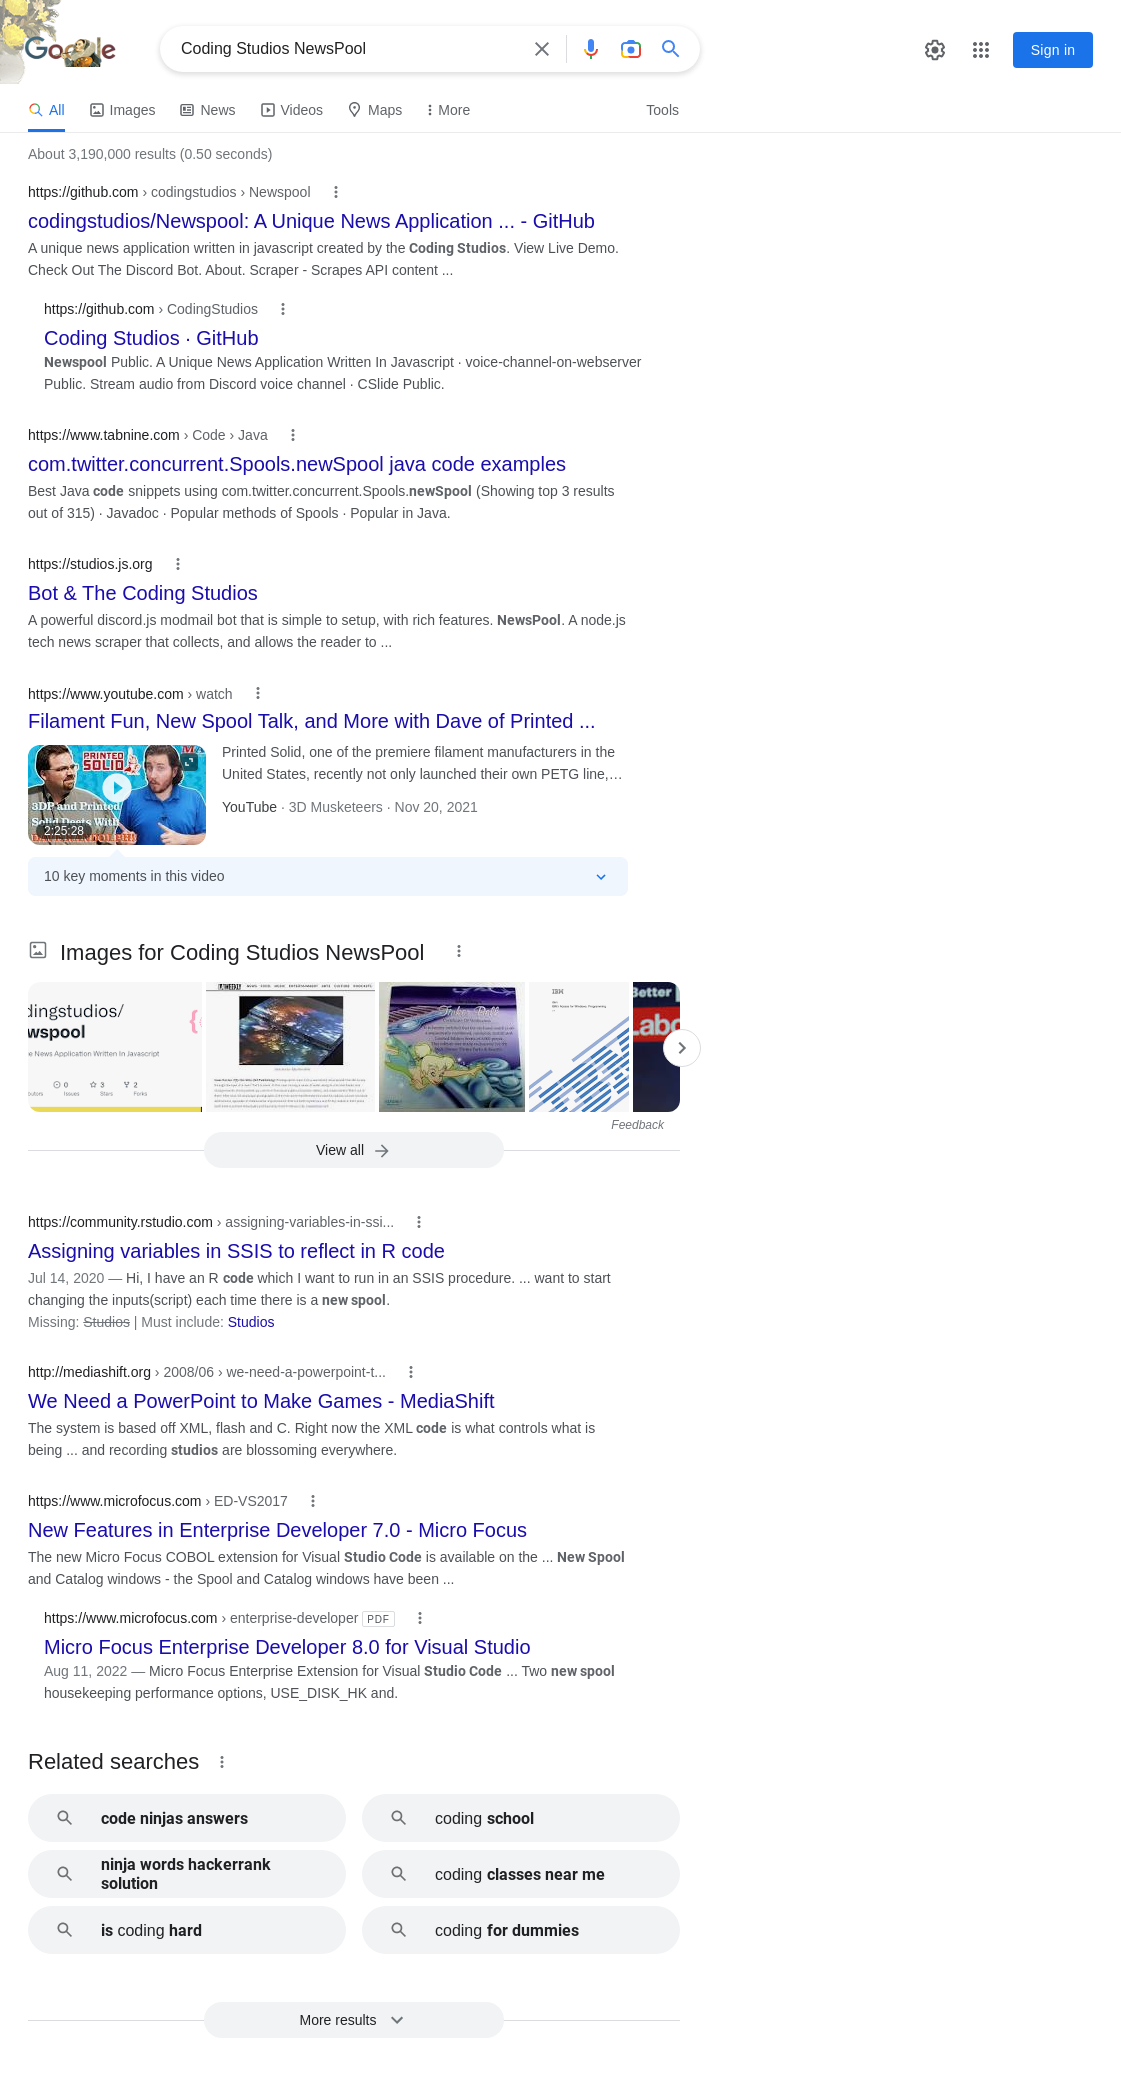 Google
Coding Studios NewsPool
Sign in
All
Images
News
Videos
Maps
More
Tools
About 3,190,000 results (0.50 seconds)
https://github.com › codingstudios › Newspool
codingstudios/Newspool: A Unique News Application ... - GitHub
A unique news application written in javascript created by the Coding Studios. View Live Demo.
Check Out The Discord Bot. About. Scraper - Scrapes API content ...
https://github.com › CodingStudios
Coding Studios · GitHub
Newspool Public. A Unique News Application Written In Javascript · voice-channel-on-webserver
Public. Stream audio from Discord voice channel · CSlide Public.
https://www.tabnine.com › Code › Java
com.twitter.concurrent.Spools.newSpool java code examples
Best Java code snippets using com.twitter.concurrent.Spools.newSpool (Showing top 3 results
out of 315) · Javadoc · Popular methods of Spools · Popular in Java.
https://studios.js.org
Bot & The Coding Studios
A powerful discord.js modmail bot that is simple to setup, with rich features. NewsPool. A node.js
tech news scraper that collects, and allows the reader to ...
https://www.youtube.com › watch
Filament Fun, New Spool Talk, and More with Dave of Printed ...
PRINTED
SOLID
3DP and Printed
Solid Deets With
2:25:28
Printed Solid, one of the premiere filament manufacturers in the
United States, recently not only launched their own PETG line,...
YouTube · 3D Musketeers · Nov 20, 2021
10 key moments in this video
Images for Coding Studios NewsPool
dingstudios/
wspool
e News Application Written In Javascript
0
3
2
Issues
Stars
Forks
WEEKLY
NEWS FOOD MUSIC ENTERTAINMENT ARTS CULTURE PODCASTS
Tinker Bell
IBM
Better
Labo
Feedback
View all
https://community.rstudio.com › assigning-variables-in-ssi...
Assigning variables in SSIS to reflect in R code
Jul 14, 2020 — Hi, I have an R code which I want to run in an SSIS procedure. ... want to start
changing the inputs(script) each time there is a new spool.
Missing: Studios | Must include: Studios
http://mediashift.org › 2008/06 › we-need-a-powerpoint-t...
We Need a PowerPoint to Make Games - MediaShift
The system is based off XML, flash and C. Right now the XML code is what controls what is
being ... and recording studios are blossoming everywhere.
https://www.microfocus.com › ED-VS2017
New Features in Enterprise Developer 7.0 - Micro Focus
The new Micro Focus COBOL extension for Visual Studio Code is available on the ... New Spool
and Catalog windows - the Spool and Catalog windows have been ...
https://www.microfocus.com › enterprise-developer PDF
Micro Focus Enterprise Developer 8.0 for Visual Studio
Aug 11, 2022 — Micro Focus Enterprise Extension for Visual Studio Code ... Two new spool
housekeeping performance options, USE_DISK_HK and.
Related searches
code ninjas answers
coding school
ninja words hackerrank
solution
coding classes near me
is coding hard
coding for dummies
More results